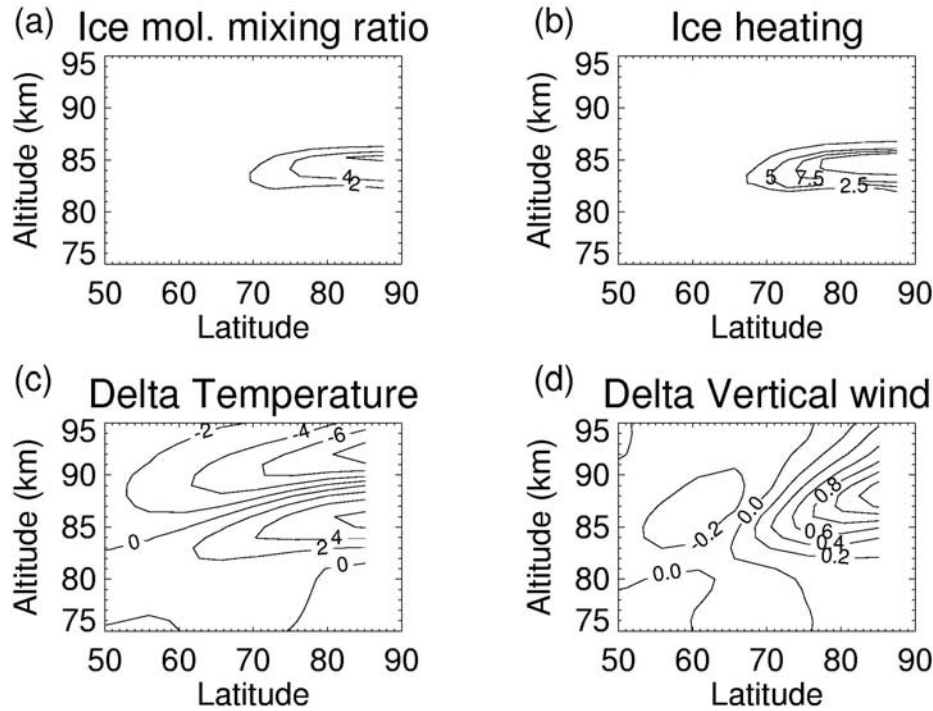 (a) Ice mol. mixing ratio
95
90
85
80
75
Altitude (km)
4
2
50 60 70 80 90
Latitude
(b) Ice heating
95
90
85
80
75
Altitude (km)
5 7.5 2.5
50 60 70 80 90
Latitude
(c) Delta Temperature
95
90
85
80
75
Altitude (km)
-2 -4 -6
0
4
2
0
50 60 70 80 90
Latitude
(d) Delta Vertical wind
95
90
85
80
75
Altitude (km)
0.0 0.8
-0.2 0.6
0.4
0.2
0.0
50 60 70 80 90
Latitude